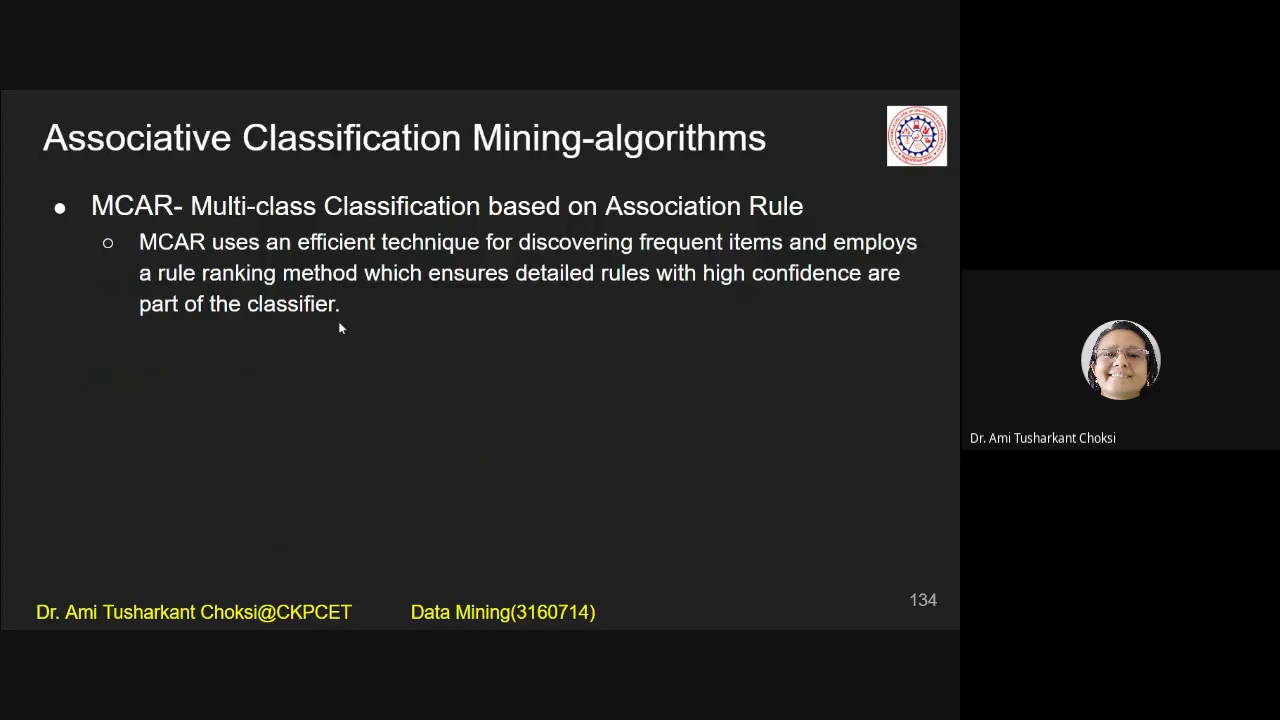 Associative Classification Mining-algorithms
● MCAR- Multi-class Classification based on Association Rule
○ MCAR uses an efficient technique for discovering frequent items and employs
a rule ranking method which ensures detailed rules with high confidence are
part of the classifier.
Dr. Ami Tusharkant Choksi
134
Dr. Ami Tusharkant Choksi@CKPCET Data Mining(3160714)